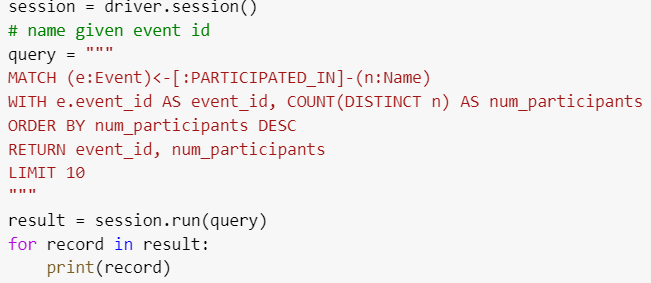 session = driver.session()
# name given event id
query = """
MATCH (e:Event)<-[:PARTICIPATED_IN]-(n:Name)
WITH e.event_id AS event_id, COUNT(DISTINCT n) AS num_participants
ORDER BY num_participants DESC
RETURN event_id, num_participants
LIMIT 10
"""
result = session.run(query)
for record in result:
    print(record)